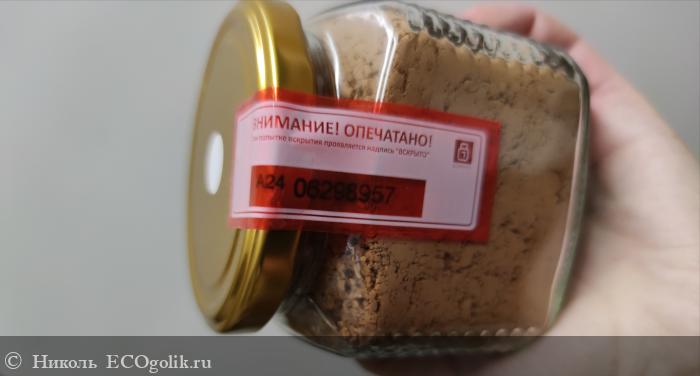 ВНИМАНИЕ! ОПЕЧАТАНО!
при попытке вскрытия проявляется надпись "ВСКРЫТО"
A24 06298957
© Николь ECOgolik.ru